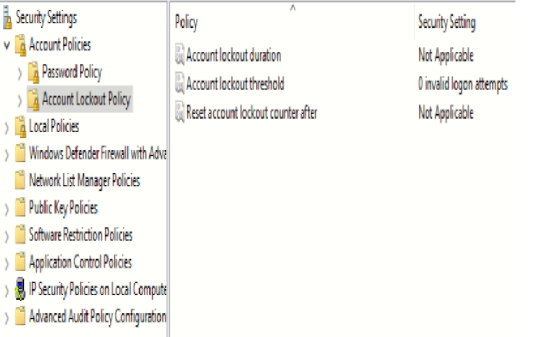 Security Settings
Account Policies
Password Policy
Account Lockout Policy
Local Policies
Windows Defender Firewall with Adva
Network List Manager Policies
Public Key Policies
Software Restriction Policies
Application Control Policies
IP Security Policies on Local Compute
Advanced Audit Policy Configuration
Policy Security Setting
Account lockout duration Not Applicable
Account lockout threshold 0 invalid logon attempts
Reset account lockout counter after Not Applicable